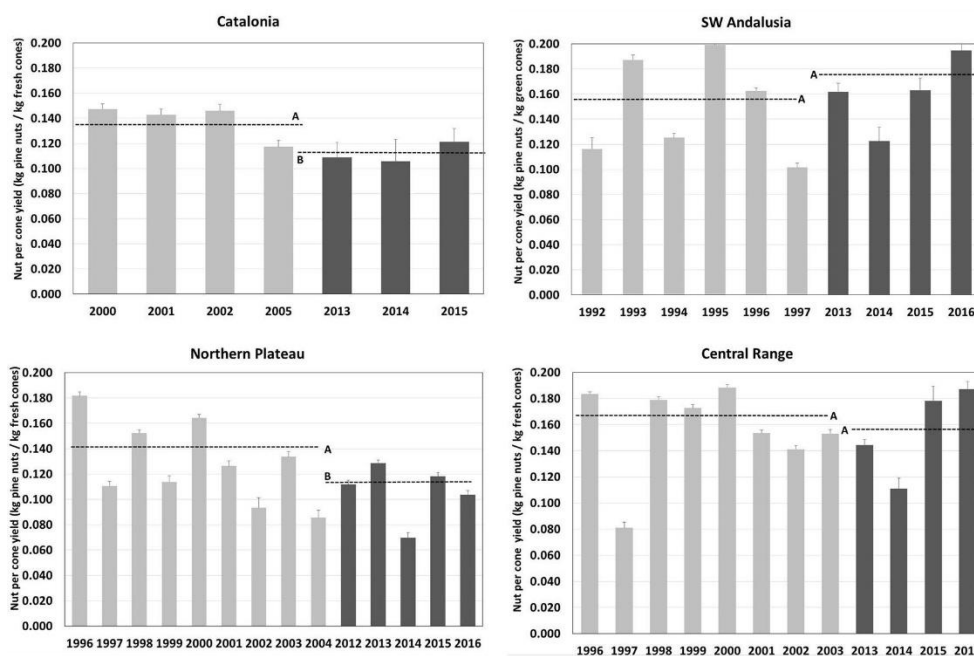 Catalonia
Nut per cone yield (kg pine nuts / kg fresh cones)
0.200
0.180
0.160
0.140
0.120
0.100
0.080
0.060
0.040
0.020
0.000
A
B
2000 2001 2002 2005 2013 2014 2015
SW Andalusia
Nut per cone yield (kg pine nuts / kg green cones)
0.200
0.180
0.160
0.140
0.120
0.100
0.080
0.060
0.040
0.020
0.000
A
A
1992 1993 1994 1995 1996 1997 2013 2014 2015 2016
Northern Plateau
Nut per cone yield (kg pine nuts / kg fresh cones)
0.200
0.180
0.160
0.140
0.120
0.100
0.080
0.060
0.040
0.020
0.000
A
B
1996 1997 1998 1999 2000 2001 2002 2003 2004 2012 2013 2014 2015 2016
Central Range
Nut per cone yield (kg pine nuts / kg fresh cones)
0.200
0.180
0.160
0.140
0.120
0.100
0.080
0.060
0.040
0.020
0.000
A
A
1996 1997 1998 1999 2000 2001 2002 2003 2013 2014 2015